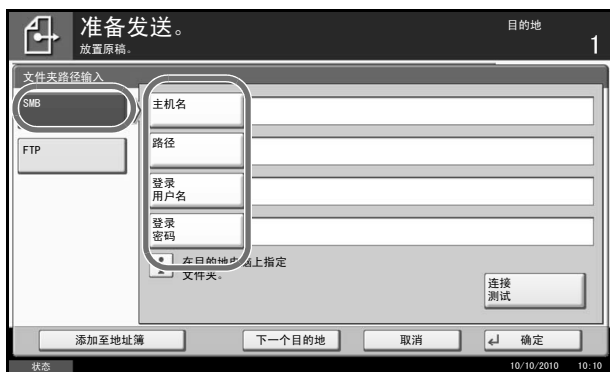 准备发送。
放置原稿。
目的地
1
文件夹路径输入
SMB
FTP
主机名
路径
登录
用户名
登录
密码
在目的地电脑上指定
文件夹。
连接
测试
添加至地址簿
下一个目的地
取消
确定
状态
10/10/2010 10:10